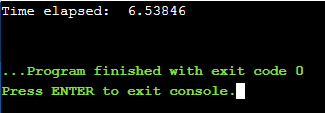 Time elapsed:  6.53846
...Program finished with exit code 0
Press ENTER to exit console.